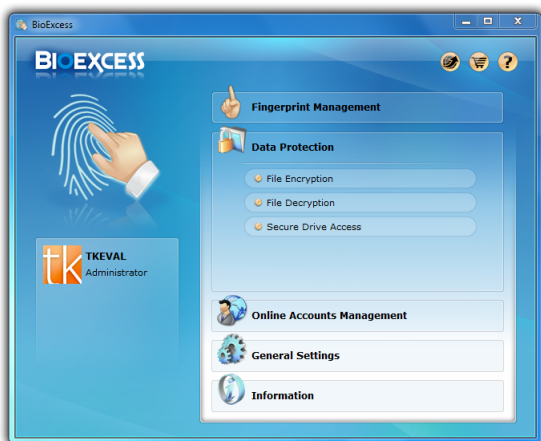 BioExcess
BIOEXCESS
?
Fingerprint Management
Data Protection
File Encryption
File Decryption
Secure Drive Access
tk
TKEVAL
Administrator
Online Accounts Management
General Settings
Information